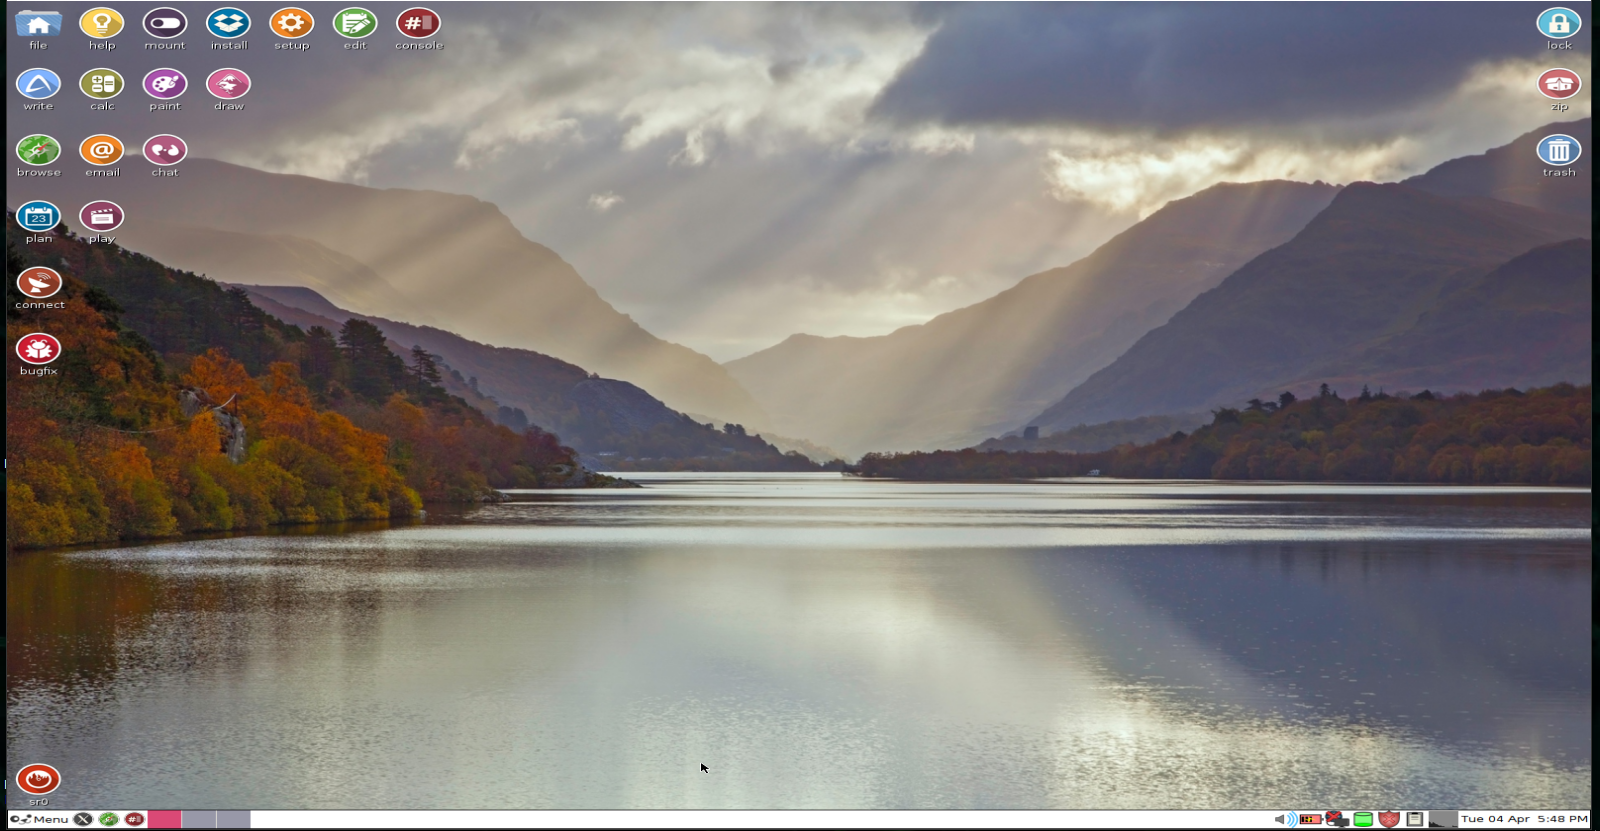 file help mount install setup edit console lock
write calc paint draw zip
browse email chat trash
23
plan play
connect
bugfix
sr0
Menu Tue 04 Apr 5:48 PM